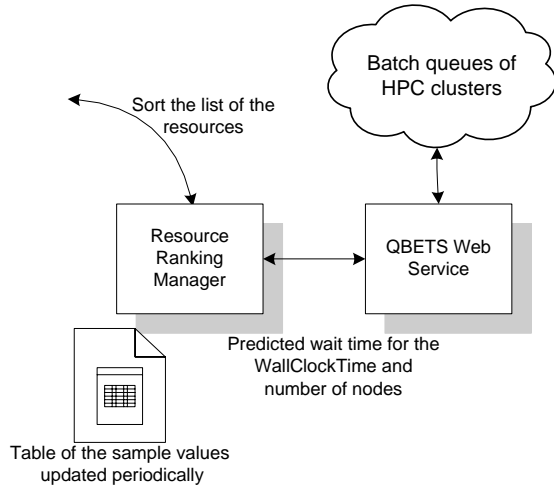 Batch queues of
HPC clusters
Sort the list of the
resources
Resource
Ranking
Manager
QBETS Web
Service
Predicted wait time for the
WallClockTime and
number of nodes
Table of the sample values
updated periodically